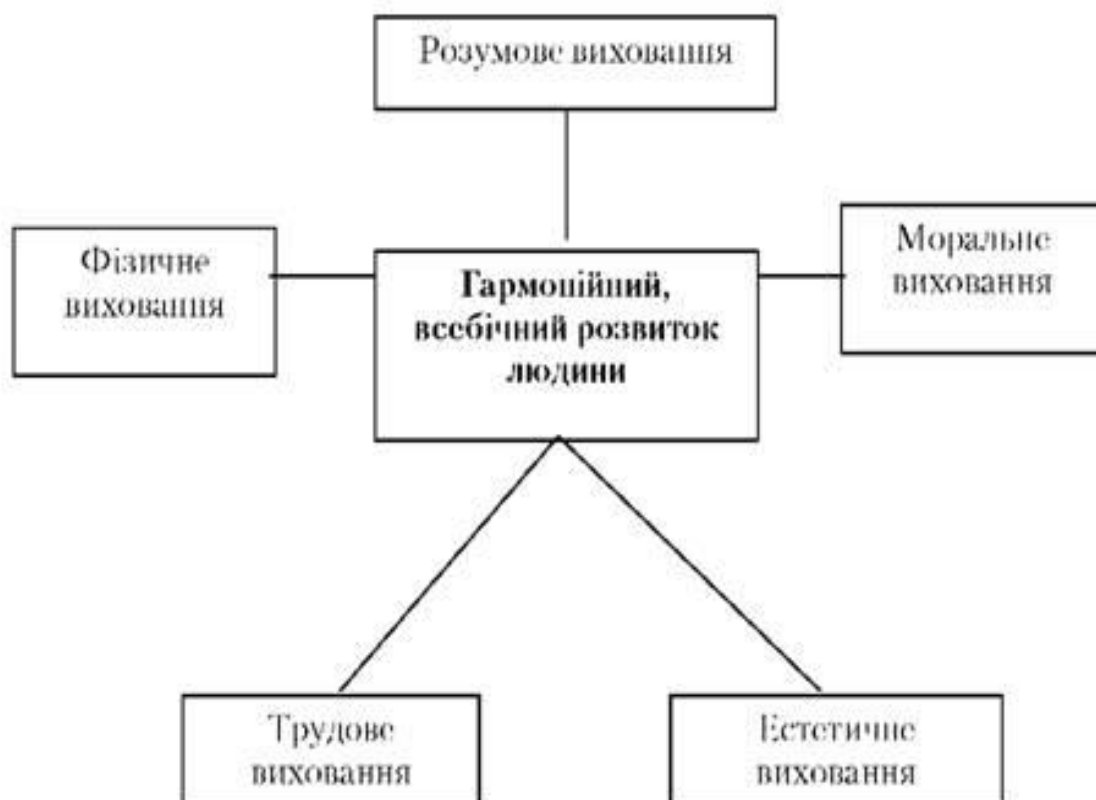 Розумове виховання
Фізичне
виховання
Гармонійний,
всебічний розвиток
людини
Моральне
виховання
Трудове
виховання
Естетичне
виховання